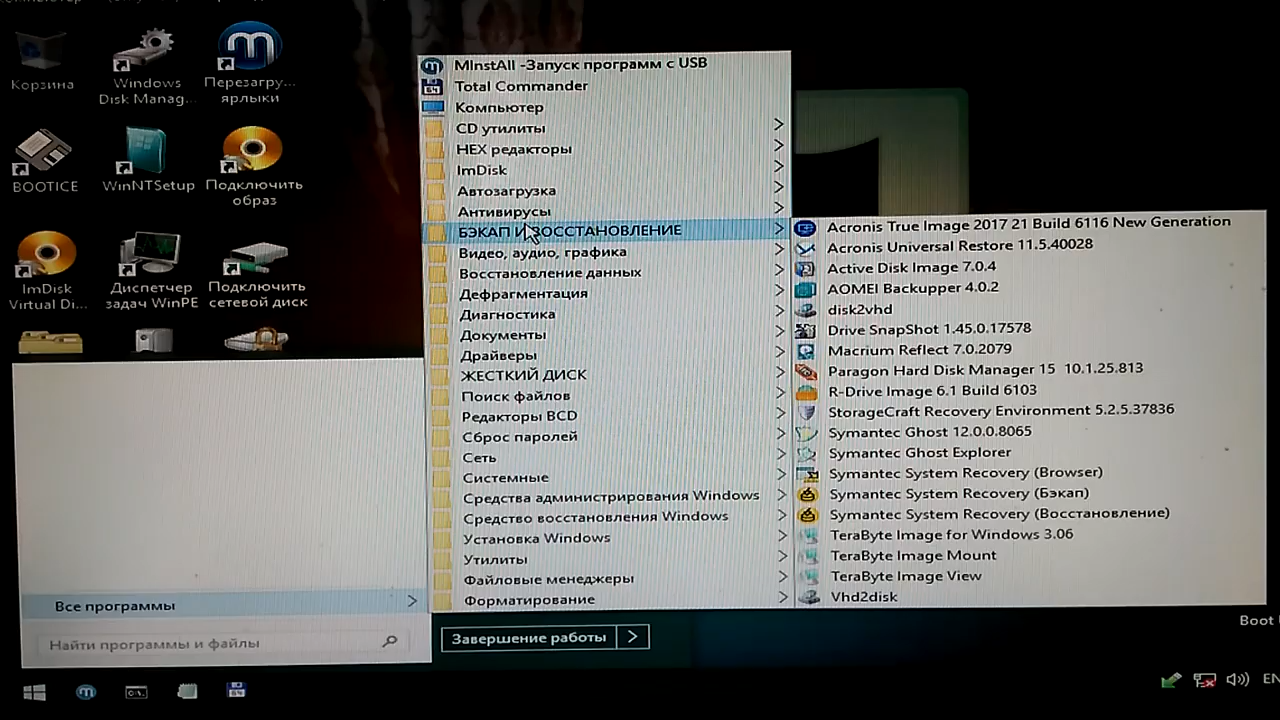 Корзина
Windows
Disk Manag...
Перезагру...
ярлыки
BOOTICE
WinNTSetup
Подключить
образ
ImDisk
Virtual Di...
Диспетчер
задач WinPE
Подключить
сетевой диск
MInstAll -Запуск программ с USB
Total Commander
Компьютер
CD утилиты
HEX редакторы
ImDisk
Автозагрузка
Антивирусы
БЭКАП И ВОССТАНОВЛЕНИЕ
Видео, аудио, графика
Восстановление данных
Дефрагментация
Диагностика
Документы
Драйверы
ЖЕСТКИЙ ДИСК
Поиск файлов
Редакторы BCD
Сброс паролей
Сеть
Системные
Средства администрирования Windows
Средство восстановления Windows
Установка Windows
Утилиты
Файловые менеджеры
Форматирование
Acronis True Image 2017 21 Build 6116 New Generation
Acronis Universal Restore 11.5.40028
Active Disk Image 7.0.4
AOMEI Backupper 4.0.2
disk2vhd
Drive SnapShot 1.45.0.17578
Macrium Reflect 7.0.2079
Paragon Hard Disk Manager 15 10.1.25.813
R-Drive Image 6.1 Build 6103
StorageCraft Recovery Environment 5.2.5.37836
Symantec Ghost 12.0.0.8065
Symantec Ghost Explorer
Symantec System Recovery (Browser)
Symantec System Recovery (Бэкап)
Symantec System Recovery (Восстановление)
TeraByte Image for Windows 3.06
TeraByte Image Mount
TeraByte Image View
Vhd2disk
Все программы
Найти программы и файлы
Завершение работы
Boot
EN